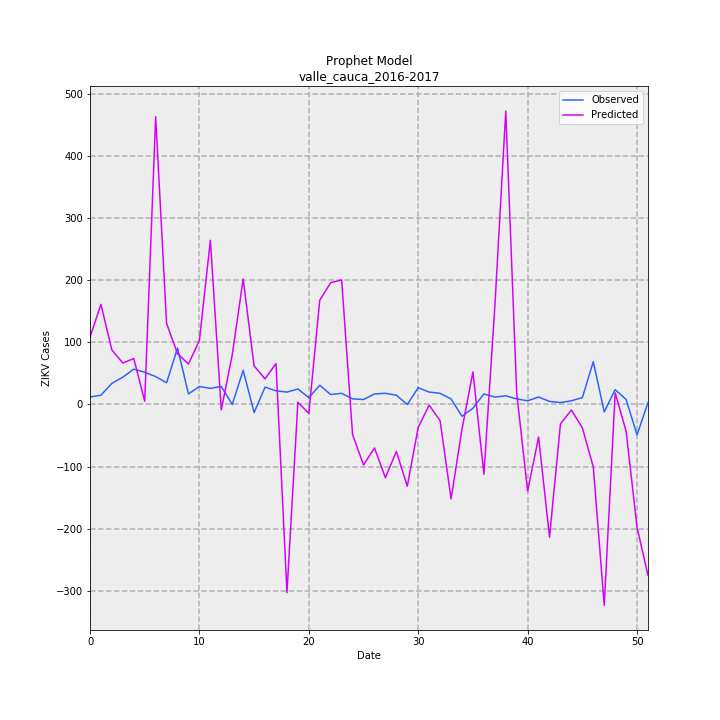 Prophet Model
valle_cauca_2016-2017
Observed
Predicted
500
400
300
200
100
0
−100
−200
−300
ZIKV Cases
0 10 20 30 40 50
Date